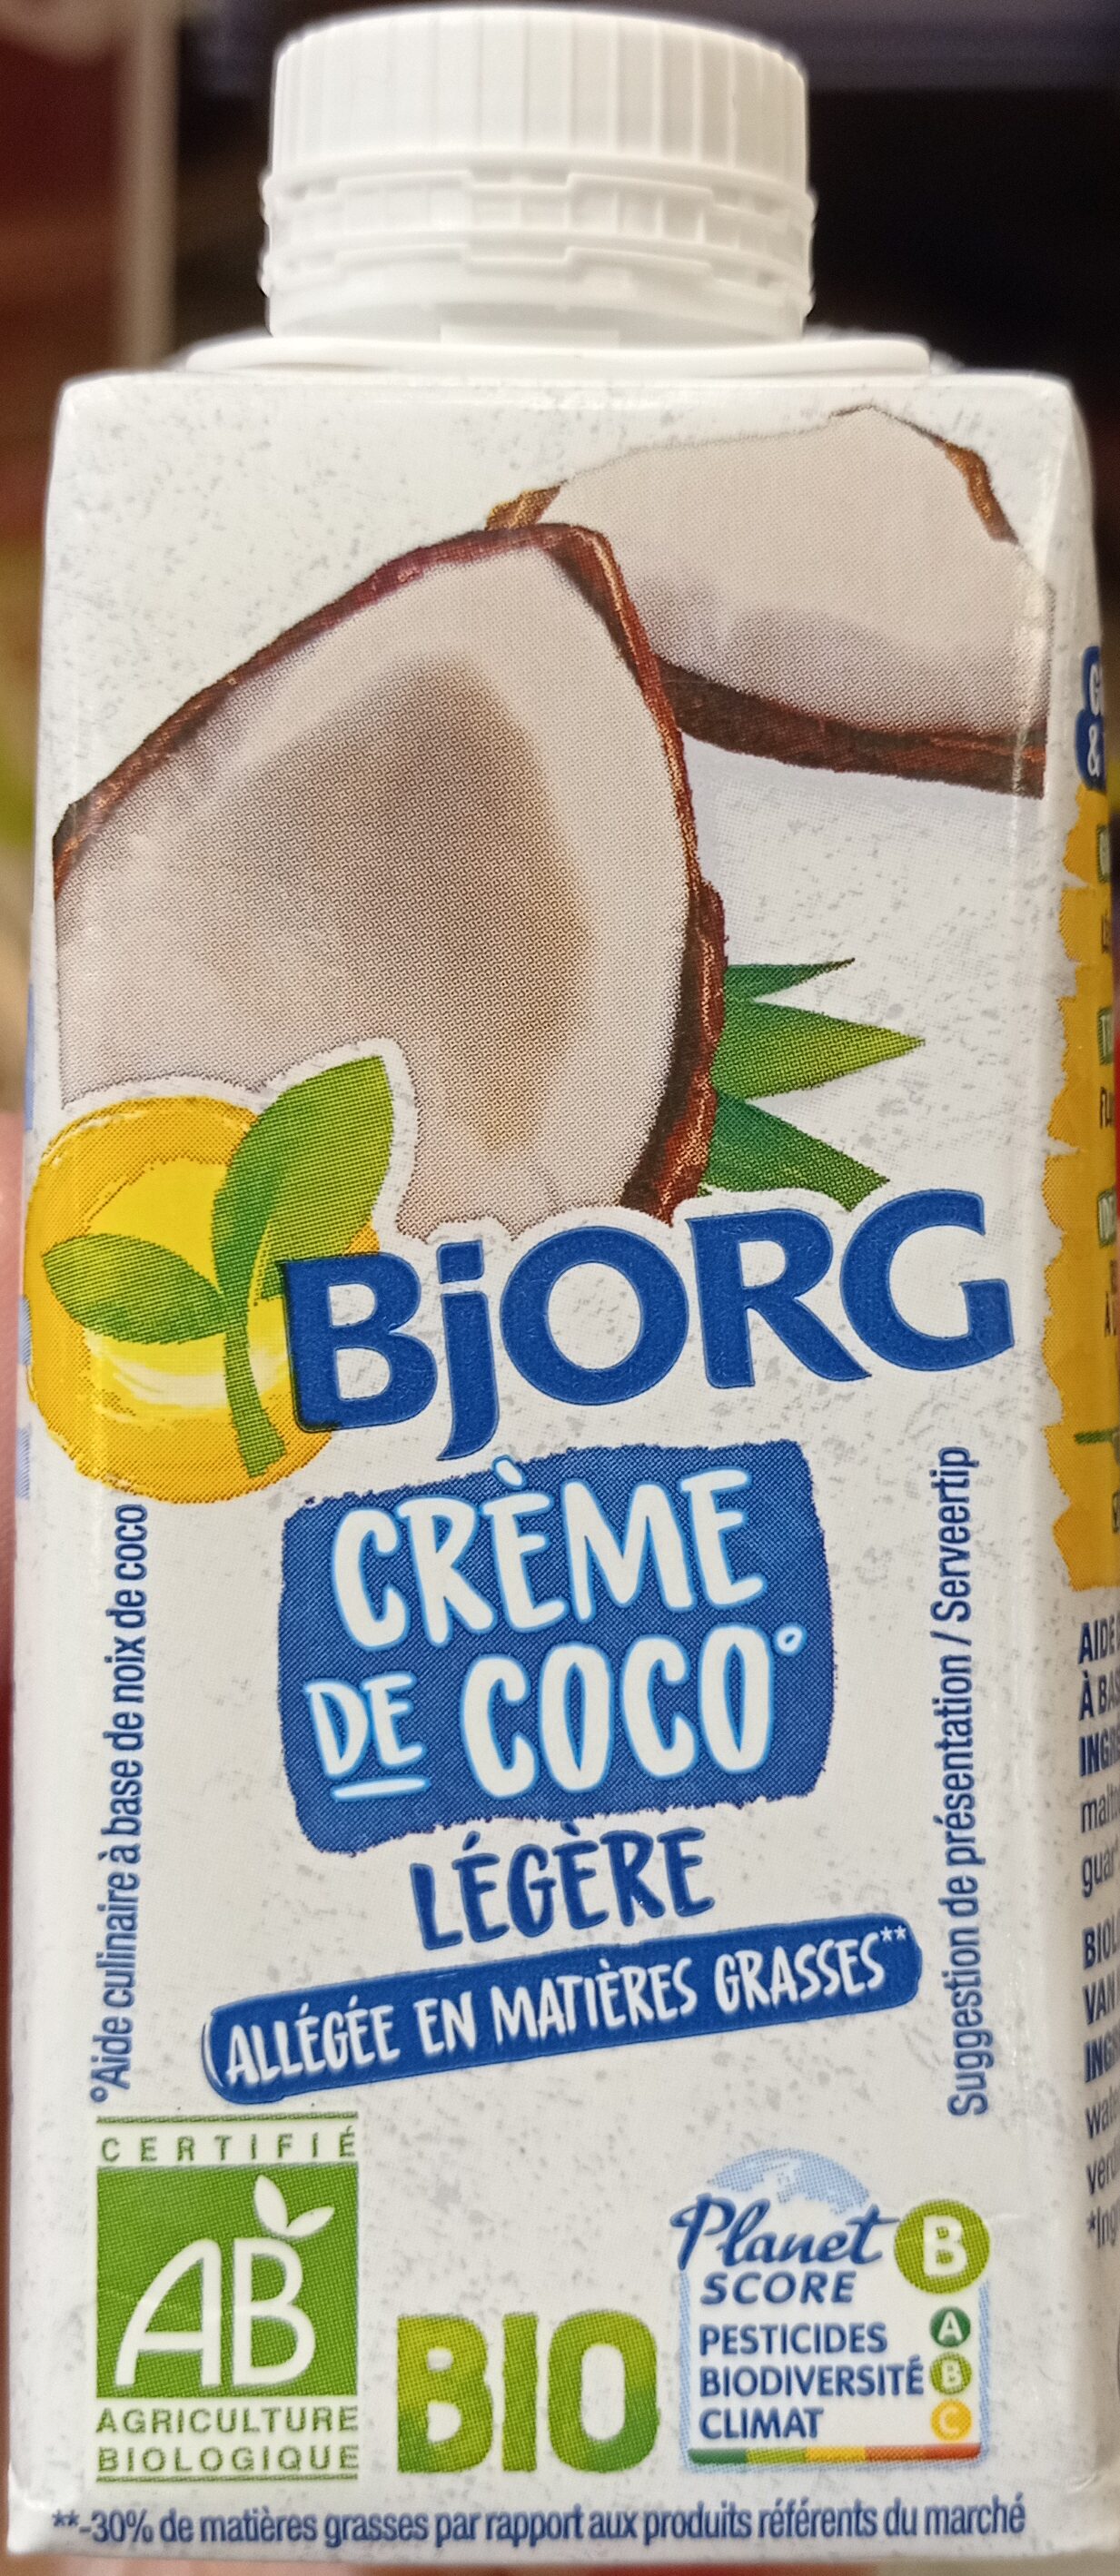 BjORG
CRÈME
DE COCO°
LÉGÈRE
ALLÉGÉE EN MATIÈRES GRASSES**
°Aide culinaire à base de noix de coco
Suggestion de présentation / Serveertip
CERTIFIÉ
AB
AGRICULTURE
BIOLOGIQUE
BIO
Planet B
SCORE
PESTICIDES A
BIODIVERSITÉ B
CLIMAT C
**-30% de matières grasses par rapport aux produits référents du marché